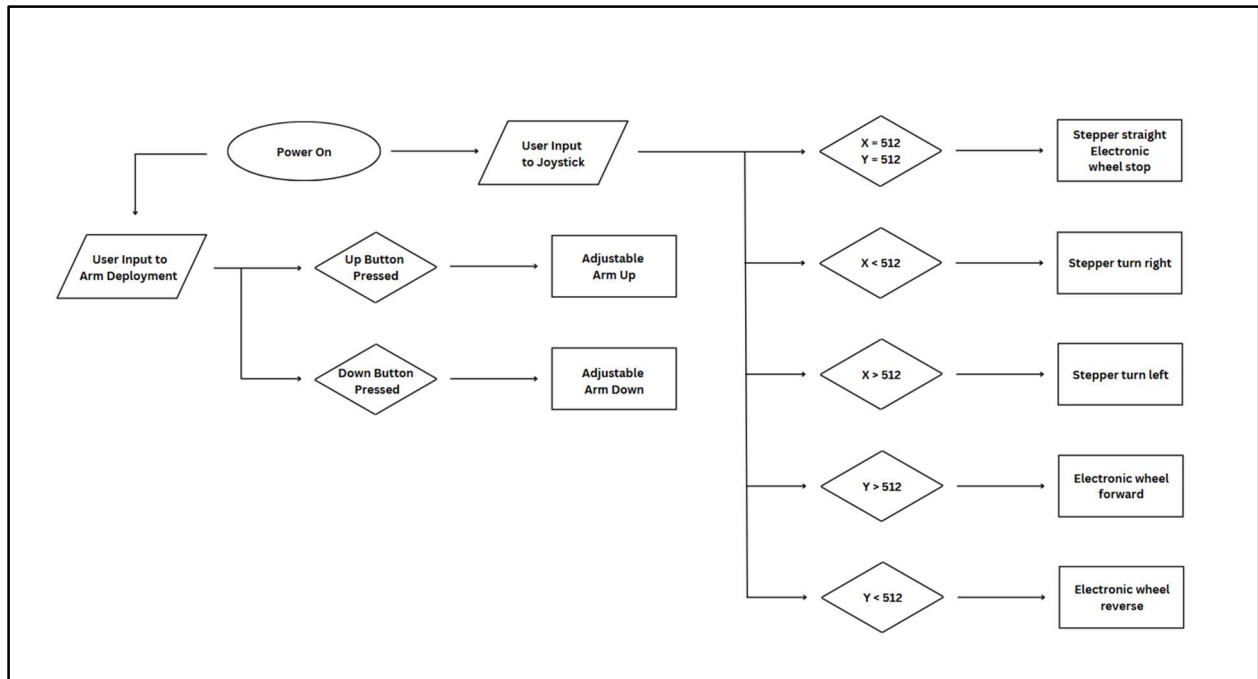 Power On
User Input
to Joystick
X = 512
Y = 512
Stepper straight
Electronic
wheel stop
User Input to
Arm Deployment
Up Button
Pressed
Adjustable
Arm Up
X < 512
Stepper turn right
Down Button
Pressed
Adjustable
Arm Down
X > 512
Stepper turn left
Y > 512
Electronic wheel
forward
Y < 512
Electronic wheel
reverse